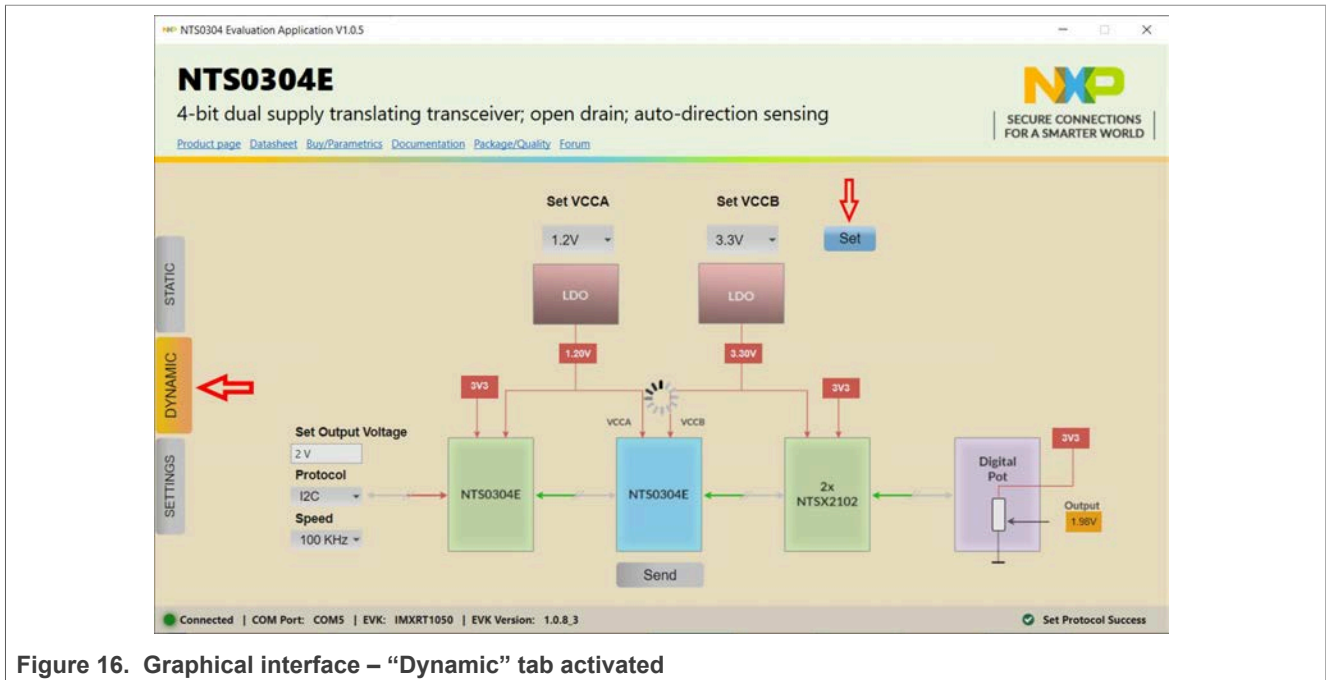 NTS0304 Evaluation Application V1.0.5
NTS0304E
4-bit dual supply translating transceiver; open drain; auto-direction sensing
Product page Datasheet Buy/Parametrics Documentation Package/Quality Forum
NXP
SECURE CONNECTIONS
FOR A SMARTER WORLD
STATIC
DYNAMIC
SETTINGS
Set VCCA
Set VCCB
1.2V
3.3V
Set
LDO
LDO
1.20V
3.30V
3V3
3V3
VCCA
VCCB
Set Output Voltage
2 V
Protocol
I2C
Speed
100 KHz
NTS0304E
NTS0304E
2x
NTSX2102
Digital
Pot
3V3
Output
1.98V
Send
Connected | COM Port: COM5 | EVK: IMXRT1050 | EVK Version: 1.0.8_3
Set Protocol Success
Figure 16. Graphical interface – “Dynamic” tab activated